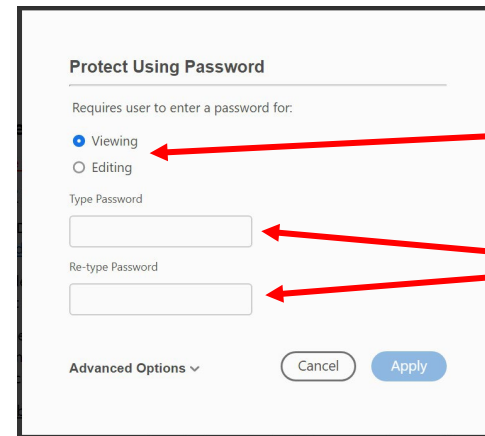 Protect Using Password
Requires user to enter a password for:
Viewing
Editing
Type Password
Re-type Password
Advanced Options
Cancel
Apply